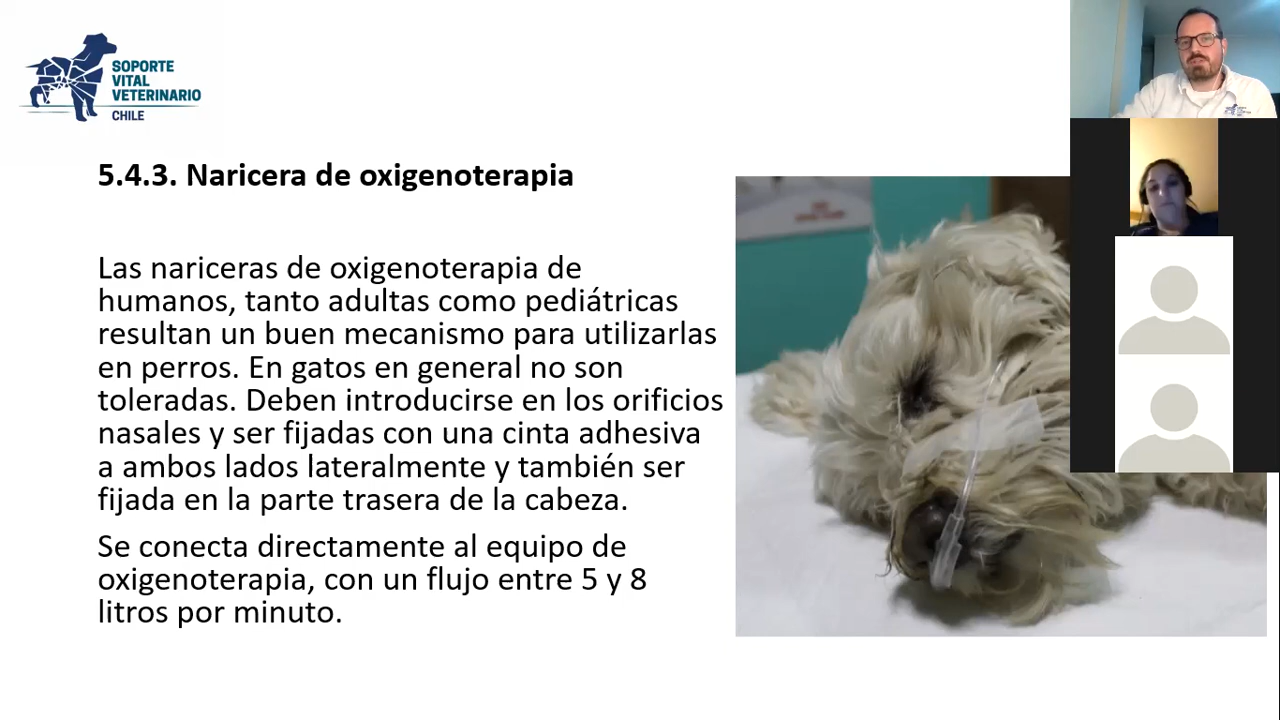 SOPORTE
VITAL
VETERINARIO
CHILE
5.4.3. Naricera de oxigenoterapia
Las nariceras de oxigenoterapia de
humanos, tanto adultas como pediátricas
resultan un buen mecanismo para utilizarlas
en perros. En gatos en general no son
toleradas. Deben introducirse en los orificios
nasales y ser fijadas con una cinta adhesiva
a ambos lados lateralmente y también ser
fijada en la parte trasera de la cabeza.
Se conecta directamente al equipo de
oxigenoterapia, con un flujo entre 5 y 8
litros por minuto.